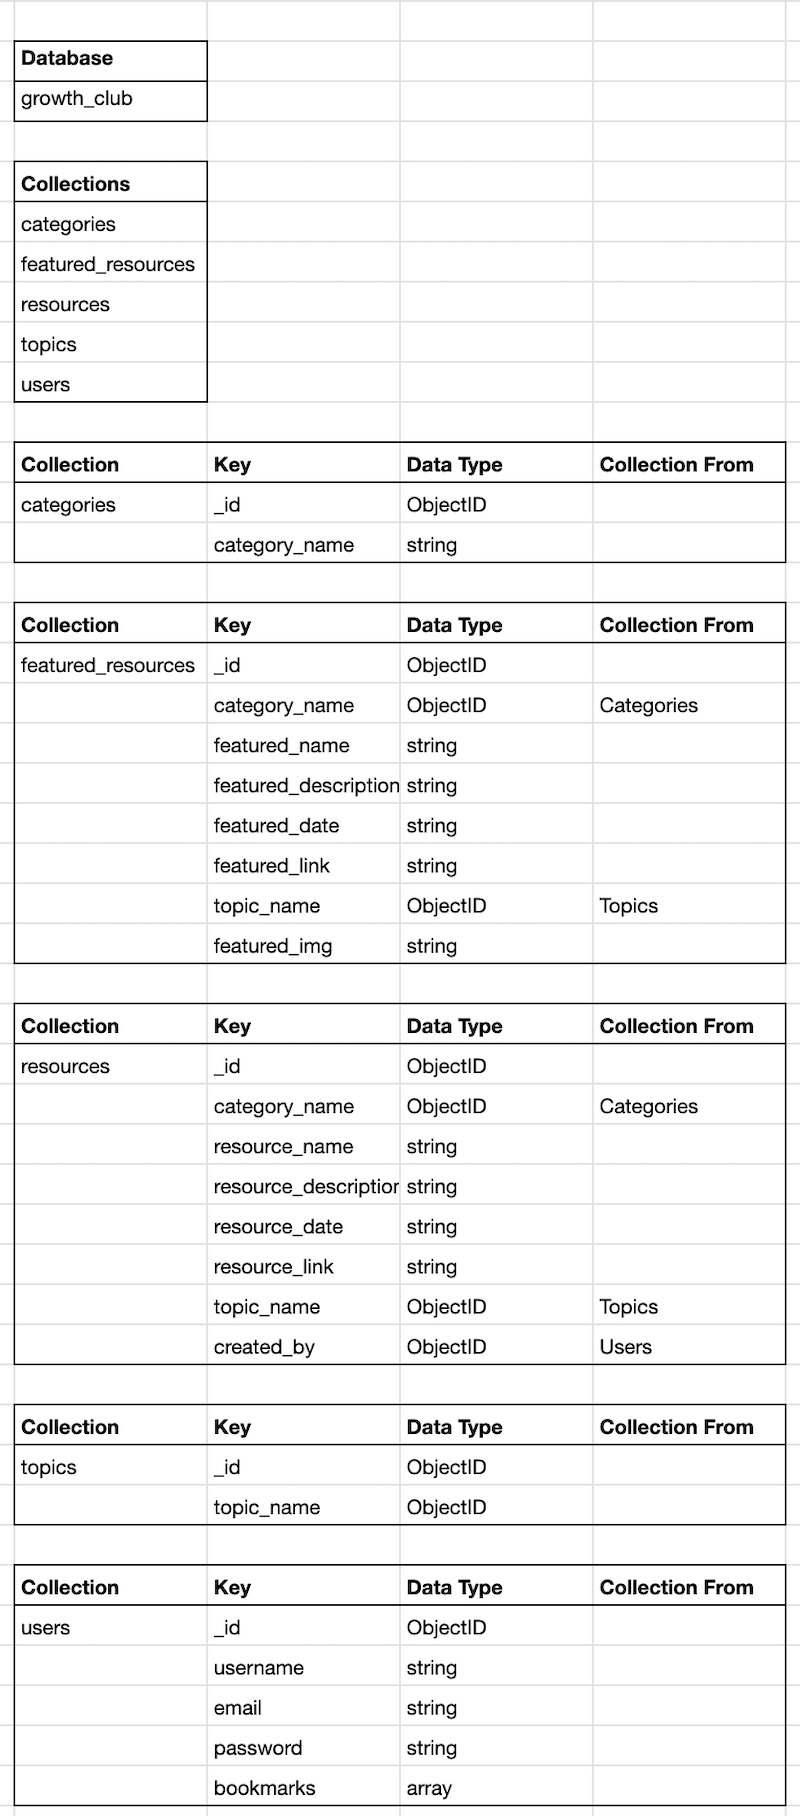 Database
growth_club
Collections
categories
featured_resources
resources
topics
users
Collection Key Data Type Collection From
categories _id ObjectID
category_name string
Collection Key Data Type Collection From
featured_resources _id ObjectID
category_name ObjectID Categories
featured_name string
featured_description string
featured_date string
featured_link string
topic_name ObjectID Topics
featured_img string
Collection Key Data Type Collection From
resources _id ObjectID
category_name ObjectID Categories
resource_name string
resource_description string
resource_date string
resource_link string
topic_name ObjectID Topics
created_by ObjectID Users
Collection Key Data Type Collection From
topics _id ObjectID
topic_name ObjectID
Collection Key Data Type Collection From
users _id ObjectID
username string
email string
password string
bookmarks array